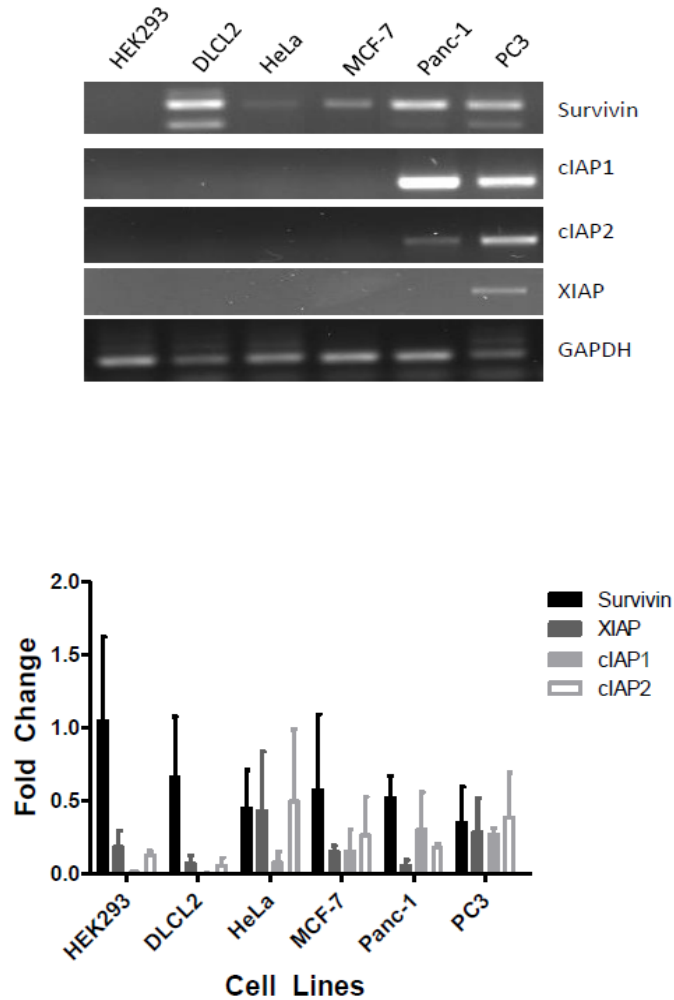 HEK293 DLCL2 HeLa MCF-7 Panc-1 PC3
Survivin
cIAP1
cIAP2
XIAP
GAPDH
2.0
1.5
1.0
0.5
0.0
Fold Change
Survivin
XIAP
cIAP1
cIAP2
HEK293 DLCL2 HeLa MCF-7 Panc-1 PC3
Cell Lines